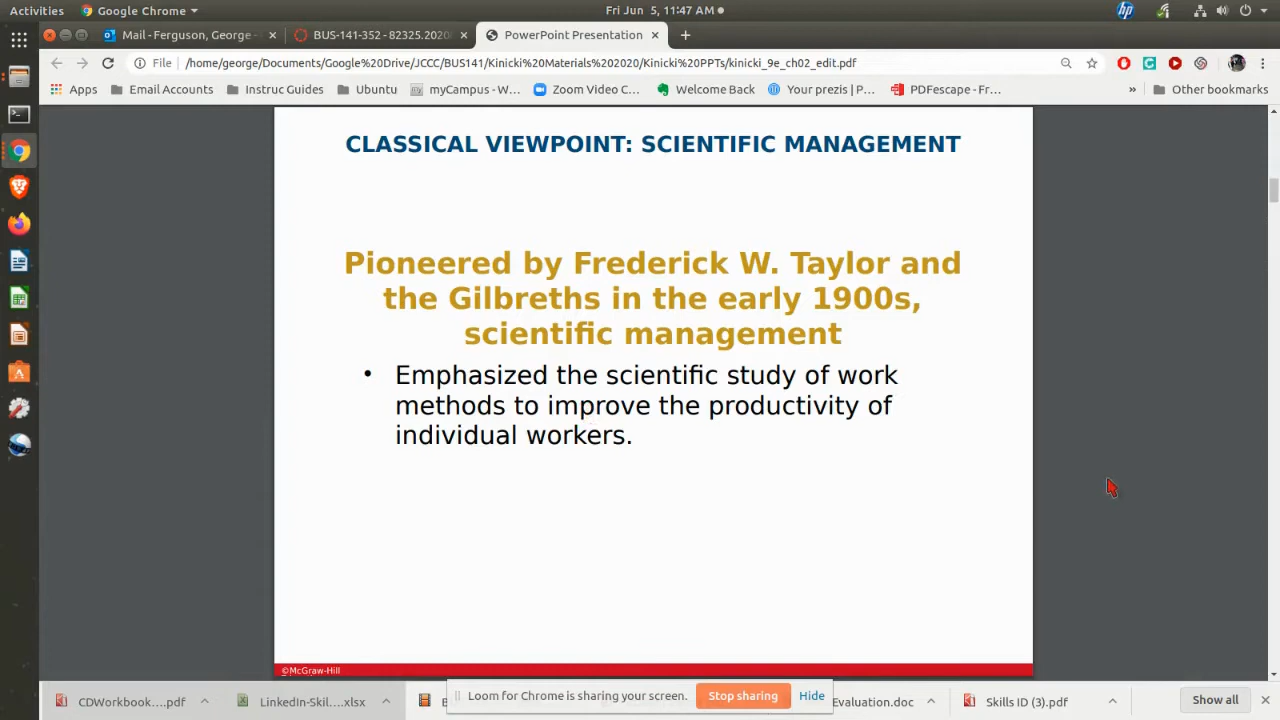 Activities Google Chrome Fri Jun 5, 11:47 AM
Mail - Ferguson, George - BUS-141-352 - 82325.2020 PowerPoint Presentation
File /home/george/Documents/Google%20Drive/JCCC/BUS141/Kinicki%20Materials%202020/Kinicki%20PPTs/kinicki_9e_ch02_edit.pdf
Apps Email Accounts Instruc Guides Ubuntu myCampus - W... Zoom Video C... Welcome Back Your prezis | P... PDFescape - Fr... » Other bookmarks
CLASSICAL VIEWPOINT: SCIENTIFIC MANAGEMENT
Pioneered by Frederick W. Taylor and
the Gilbreths in the early 1900s,
scientific management
• Emphasized the scientific study of work
methods to improve the productivity of
individual workers.
©McGraw-Hill
CDWorkbook....pdf LinkedIn-Skil....xlsx Loom for Chrome is sharing your screen. Stop sharing Hide Evaluation.doc Skills ID (3).pdf Show all